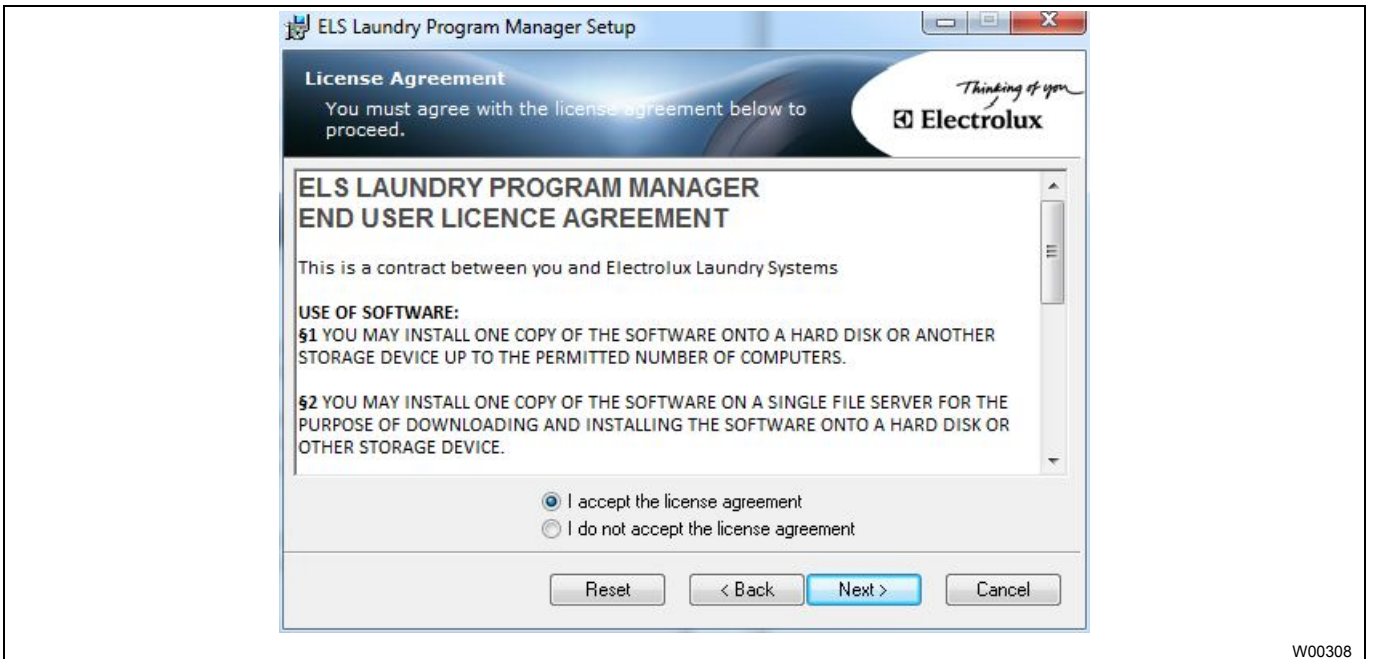 ELS Laundry Program Manager Setup
License Agreement
You must agree with the license agreement below to
proceed.
Thinking of you
Electrolux
ELS LAUNDRY PROGRAM MANAGER
END USER LICENCE AGREEMENT
This is a contract between you and Electrolux Laundry Systems
USE OF SOFTWARE:
§1 YOU MAY INSTALL ONE COPY OF THE SOFTWARE ONTO A HARD DISK OR ANOTHER
STORAGE DEVICE UP TO THE PERMITTED NUMBER OF COMPUTERS.
§2 YOU MAY INSTALL ONE COPY OF THE SOFTWARE ON A SINGLE FILE SERVER FOR THE
PURPOSE OF DOWNLOADING AND INSTALLING THE SOFTWARE ONTO A HARD DISK OR
OTHER STORAGE DEVICE.
I accept the license agreement
I do not accept the license agreement
Reset
< Back
Next >
Cancel
W00308